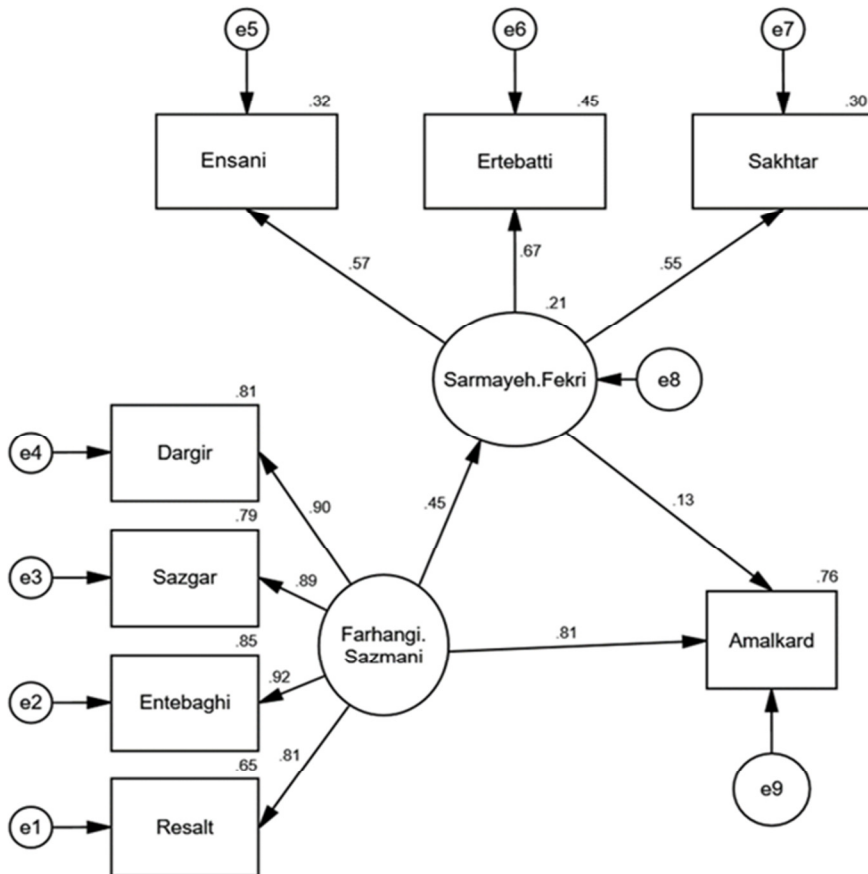 e5
e6
e7
.32
.45
.30
Ensani
Ertebatti
Sakhtar
.57
.67
.55
.21
Sarmayeh.Fekri
e8
.81
e4
Dargir
.90
.45
.13
.79
e3
Sazgar
.89
.76
Farhangi.
Sazmani
.81
Amalkard
.85
e2
Entebaghi
.92
.81
.65
e1
Resalt
e9